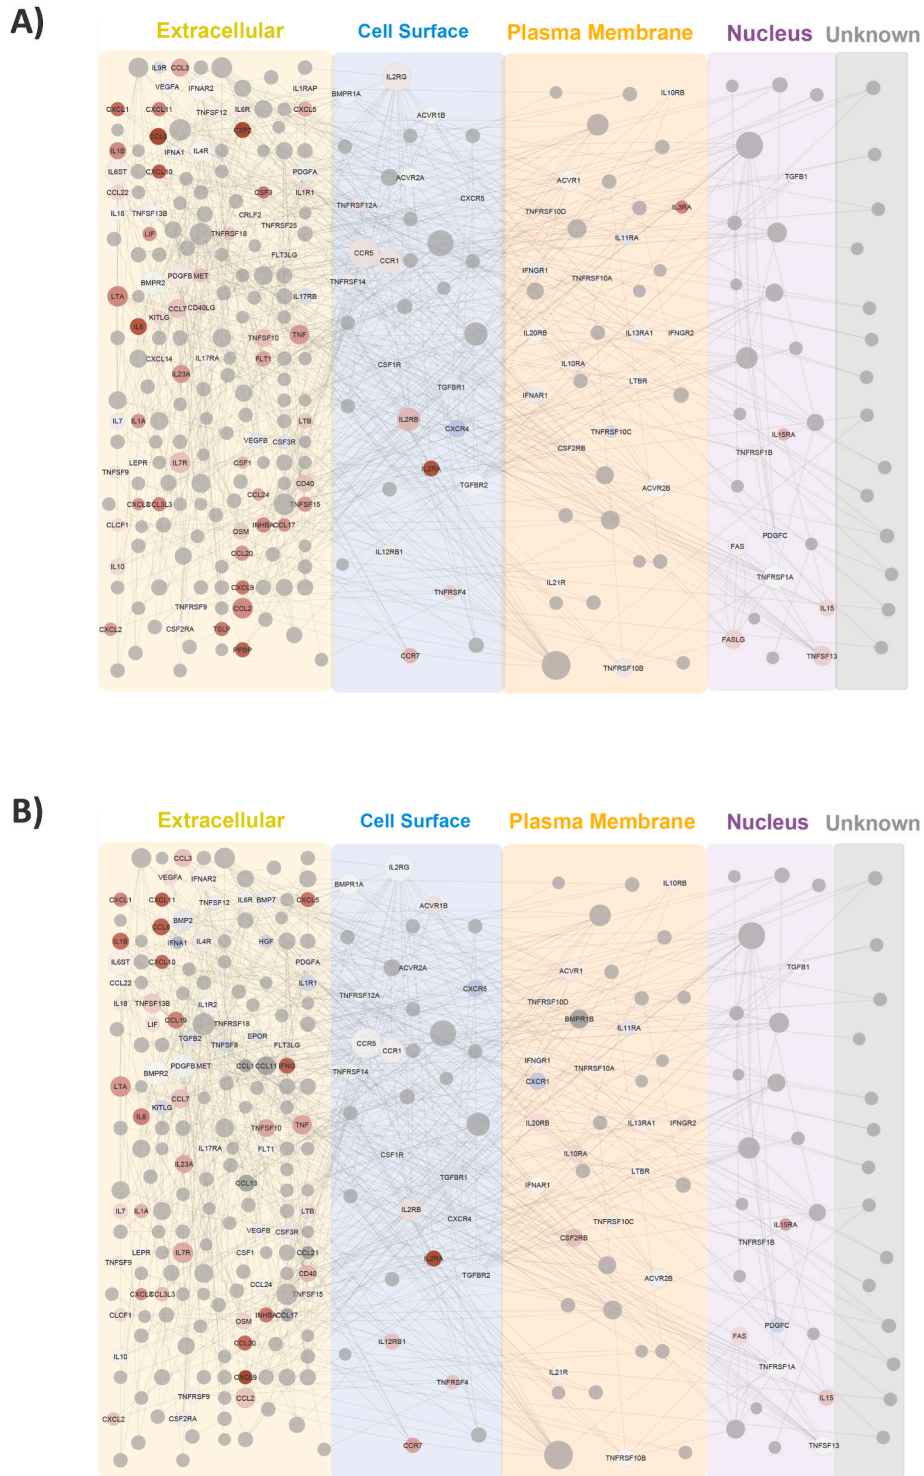 A)
Extracellular Cell Surface Plasma Membrane Nucleus Unknown
IL9R CCL3 IL2RG
VEGFA IFNAR2 IL1RAP BMPR1A IL10RB
CXCL1 CXCL11 TNFSF12 IL6R CXCL5 ACVR1B
CSF2
IFNA1 IL4R
IL1B
IL6ST CXCL10 PDGFA ACVR2A ACVR1 TGFB1
CCL22 CSF3 IL1R1 CXCR5
IL18 TNFSF13B CRLF2 TNFRSF12A TNFRSF10D IL3RA
LIF TNFRSF18 TNFRSF25 IL11RA
FLT3LG CCR5 CCR1
BMPR2 PDGFB MET TNFRSF14 IFNGR1 TNFRSF10A
LTA IL17RB
CCL7 CD40LG
KITLG
IL6
TNFSF10 TNF IL20RB IL13RA1 IFNGR2
CXCL14 IL17RA FLT1 CSF1R IL10RA
IL23A TGFBR1 LTBR
IFNAR1
IL7 IL1A LTB IL2RB CXCR4 TNFRSF10C IL15RA
VEGFB CSF3R CSF2RB TNFRSF1B
LEPR IL7R CSF1 IL2RA
TNFSF9
CD40 TGFBR2 ACVR2B
CCL24
CCL3L3 TNFSF15
CLCF1 INHBA CCL17
OSM PDGFC
CCL20 IL12RB1 FAS
IL10 TNFRSF1A
CXCL9 TNFRSF4 IL21R
TNFRSF9 CCL2 IL15
CXCL2 CSF2RA TSLP
FASLG
PPBP CCR7 TNFSF13
TNFRSF10B
B)
Extracellular Cell Surface Plasma Membrane Nucleus Unknown
CCL3 IL2RG
VEGFA IFNAR2 BMPR1A IL10RB
CXCL1 CXCL11 TNFSF12 IL6R BMP7 CXCL5 ACVR1B
BMP2
IL1B IFNA1 IL4R HGF
IL6ST CXCL10 PDGFA ACVR2A ACVR1 TGFB1
CCL22 IL1R1 CXCR5
IL18 TNFSF13B IL1R2 TNFRSF12A TNFRSF10D
LIF CCL19 TNFRSF18 BMPR1B IL11RA
TGFB2 TNFSF8 EPOR FLT3LG CCR5 CCR1
BMPR2 PDGFB MET CCL1 CCL11 IFNG TNFRSF14 IFNGR1 TNFRSF10A
LTA CXCR1
CCL7
KITLG
IL6
TNFSF10 TNF IL20RB IL13RA1 IFNGR2
IL17RA FLT1 CSF1R IL10RA
IL23A TGFBR1 LTBR
CCL13 IFNAR1
IL7 IL1A LTB IL2RB CXCR4 TNFRSF10C IL15RA
VEGFB CSF3R CSF2RB TNFRSF1B
LEPR IL7R CSF1 CCL21 IL2RA
TNFSF9
CD40 TGFBR2 ACVR2B
CCL24
CCL3L3 TNFSF15
CLCF1 INHBA CCL17
OSM PDGFC
CCL20 IL12RB1 FAS
IL10 TNFRSF1A
CXCL9 TNFRSF4 IL21R
TNFRSF9 CCL2 IL15
CXCL2 CSF2RA
CCR7 TNFSF13
TNFRSF10B